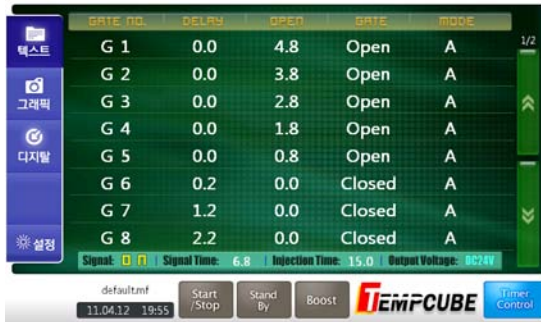 GATE NO. DELAY OPEN GATE MODE
텍스트
그래픽
디지탈
설정
G 1 0.0 4.8 Open A
G 2 0.0 3.8 Open A
G 3 0.0 2.8 Open A
G 4 0.0 1.8 Open A
G 5 0.0 0.8 Open A
G 6 0.2 0.0 Closed A
G 7 1.2 0.0 Closed A
G 8 2.2 0.0 Closed A
1/2
Signal: Signal Time: 6.8 Injection Time: 15.0 Output Voltage: DC24V
default.tmf
11.04.12 19:55
Start
/Stop
Stand
By
Boost
TEMPCUBE
Timer
Control